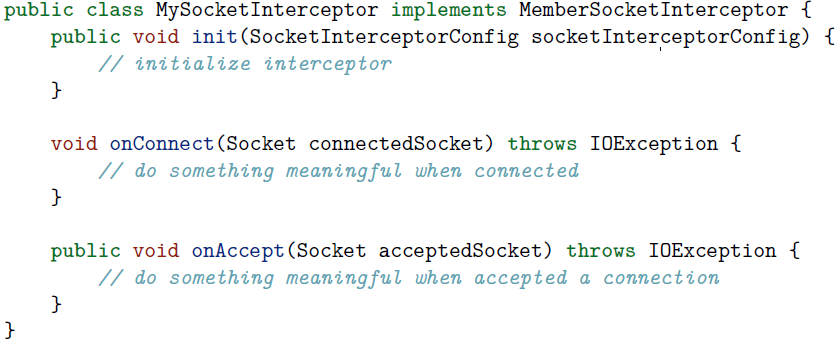 public class MySocketInterceptor implements MemberSocketInterceptor {
    public void init(SocketInterceptorConfig socketInterceptorConfig) {
        // initialize interceptor
    }

    void onConnect(Socket connectedSocket) throws IOException {
        // do something meaningful when connected
    }

    public void onAccept(Socket acceptedSocket) throws IOException {
        // do something meaningful when accepted a connection
    }
}